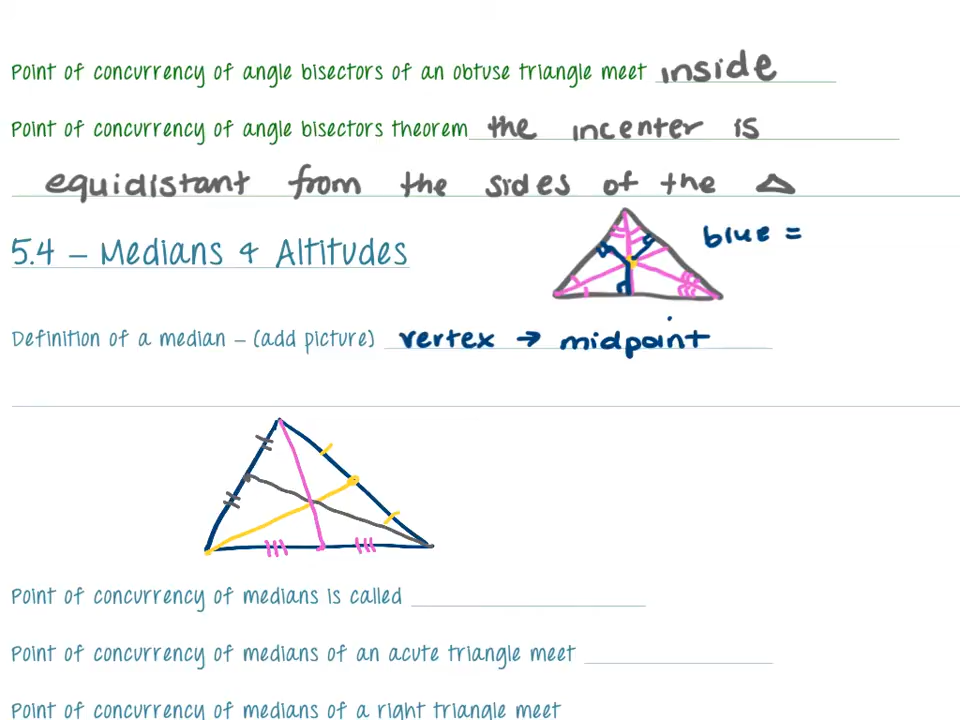 Point of concurrency of angle bisectors of an obtuse triangle meet inside
Point of concurrency of angle bisectors theorem the incenter is
equidistant from the sides of the Δ
5.4 – Medians & Altitudes
blue =
Definition of a median – (add picture) vertex → midpoint
Point of concurrency of medians is called
Point of concurrency of medians of an acute triangle meet
Point of concurrency of medians of a right triangle meet